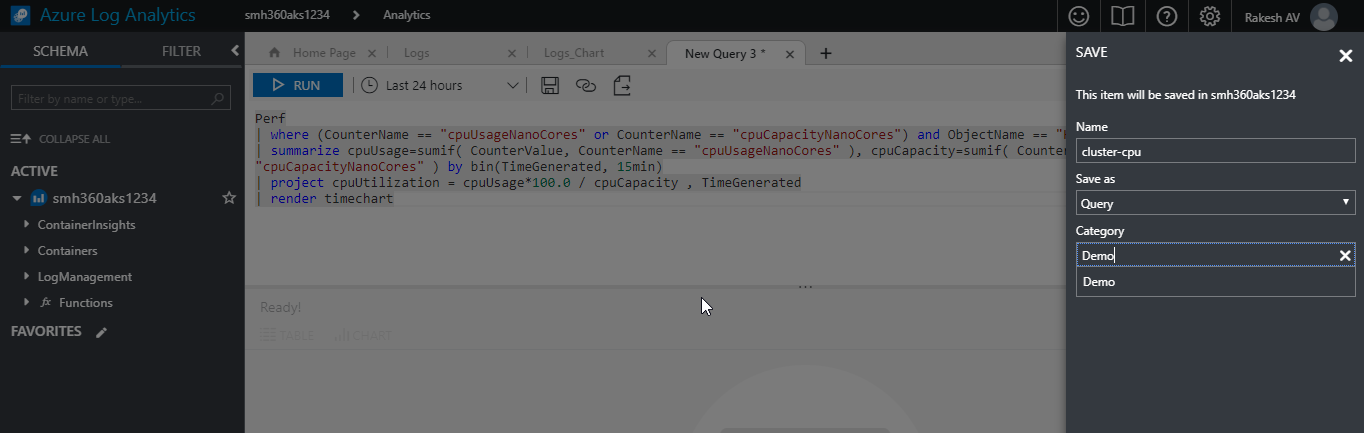 Azure Log Analytics
smh360aks1234
Analytics
Rakesh AV
SCHEMA
FILTER
Home Page
Logs
Logs_Chart
New Query 3 *
Filter by name or type...
RUN
Last 24 hours
COLLAPSE ALL
ACTIVE
smh360aks1234
ContainerInsights
Containers
LogManagement
fx Functions
FAVORITES
Perf
| where (CounterName == "cpuUsageNanoCores" or CounterName == "cpuCapacityNanoCores") and ObjectName == "
| summarize cpuUsage=sumif( CounterValue, CounterName == "cpuUsageNanoCores" ), cpuCapacity=sumif( Counter
"cpuCapacityNanoCores" ) by bin(TimeGenerated, 15min)
| project cpuUtilization = cpuUsage*100.0 / cpuCapacity , TimeGenerated
| render timechart
Ready!
TABLE
CHART
SAVE
This item will be saved in smh360aks1234
Name
cluster-cpu
Save as
Query
Category
Demo
Demo